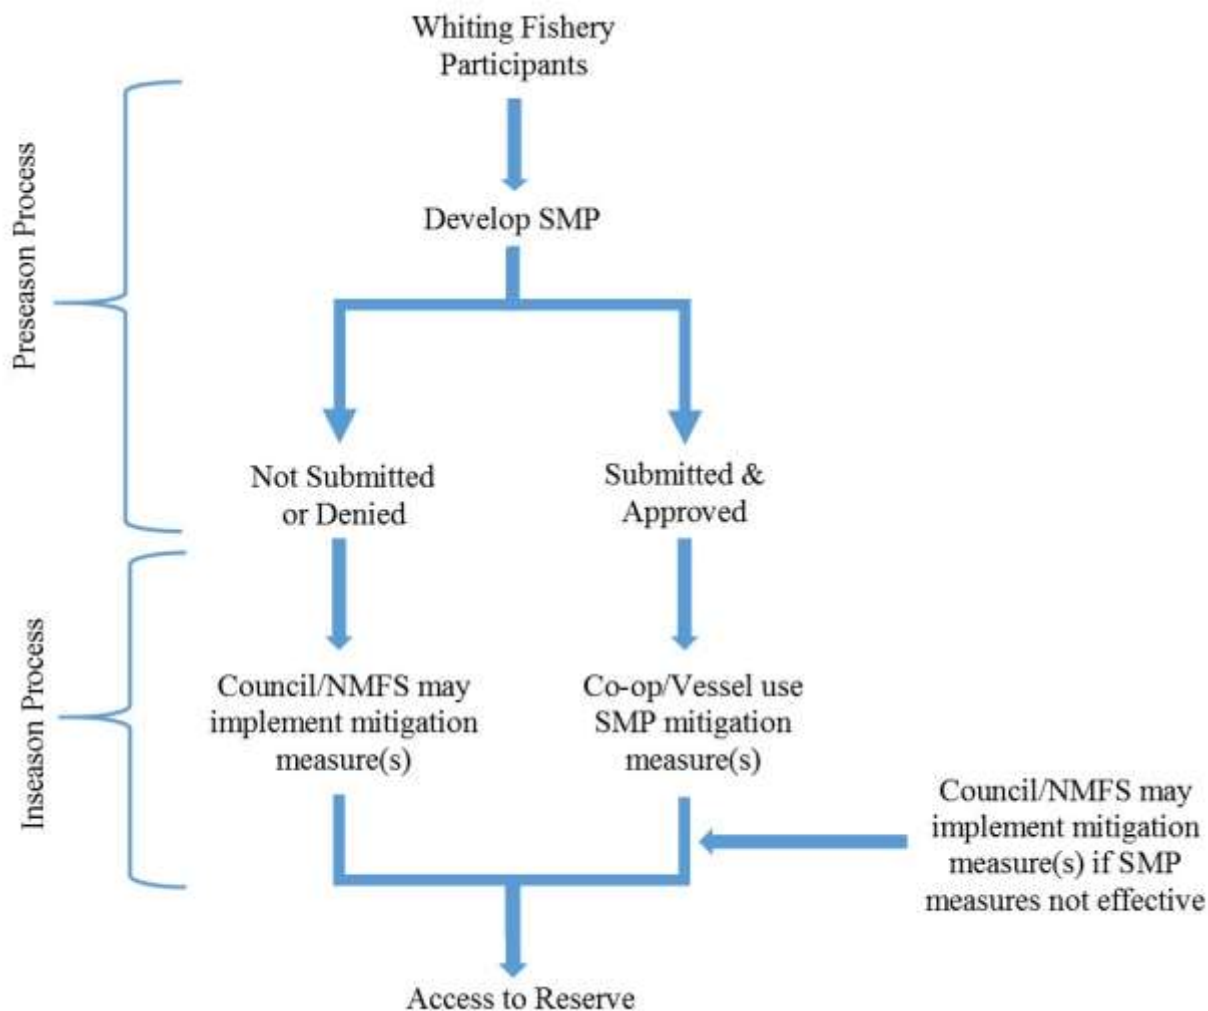 Whiting Fishery
Participants
Preseason Process
Develop SMP
Not Submitted
or Denied
Submitted &
Approved
Inseason Process
Council/NMFS may
implement mitigation
measure(s)
Co-op/Vessel use
SMP mitigation
measure(s)
Council/NMFS may
implement mitigation
measure(s) if SMP
measures not effective
Access to Reserve